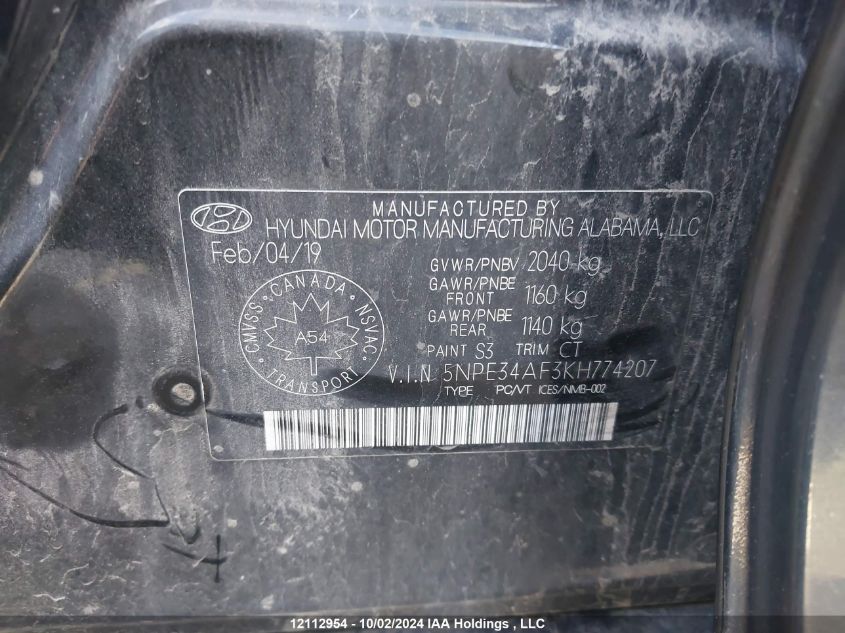 MANUFACTURED BY
HYUNDAI MOTOR MANUFACTURING ALABAMA, LLC
Feb/04/19
GVWR/PNBV 2040 kg
GAWR/PNBE FRONT 1160 kg
GAWR/PNBE REAR 1140 kg
PAINT S3 TRIM CT
V.I.N 5NPE34AF3KH774207
TYPE PC/VT ICES/NMB-002
CANADA
CMVSS NSVAC
A54
TRANSPORT
12112954 - 10/02/2024 IAA Holdings , LLC